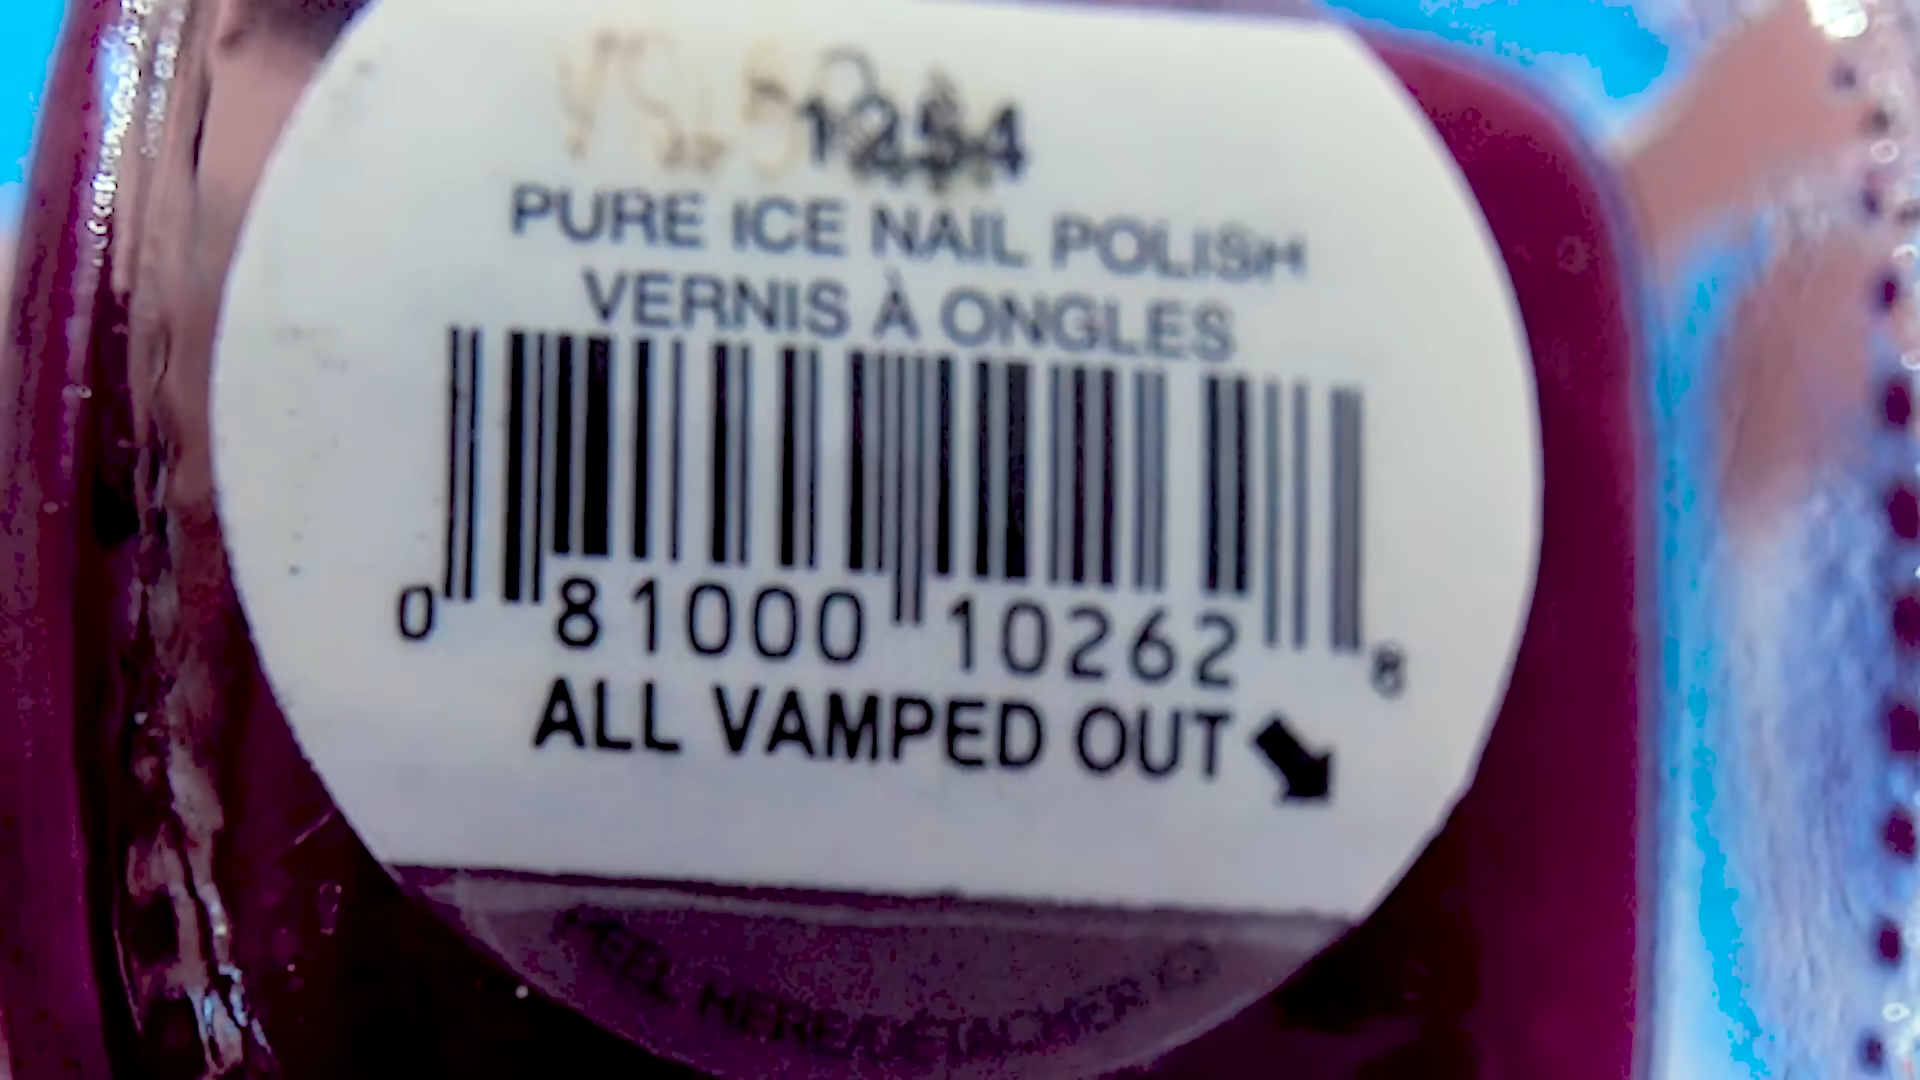 1254
PURE ICE NAIL POLISH
VERNIS À ONGLES
0 81000 10262 8
ALL VAMPED OUT
PEEL HERE/DÉTACHER ICI